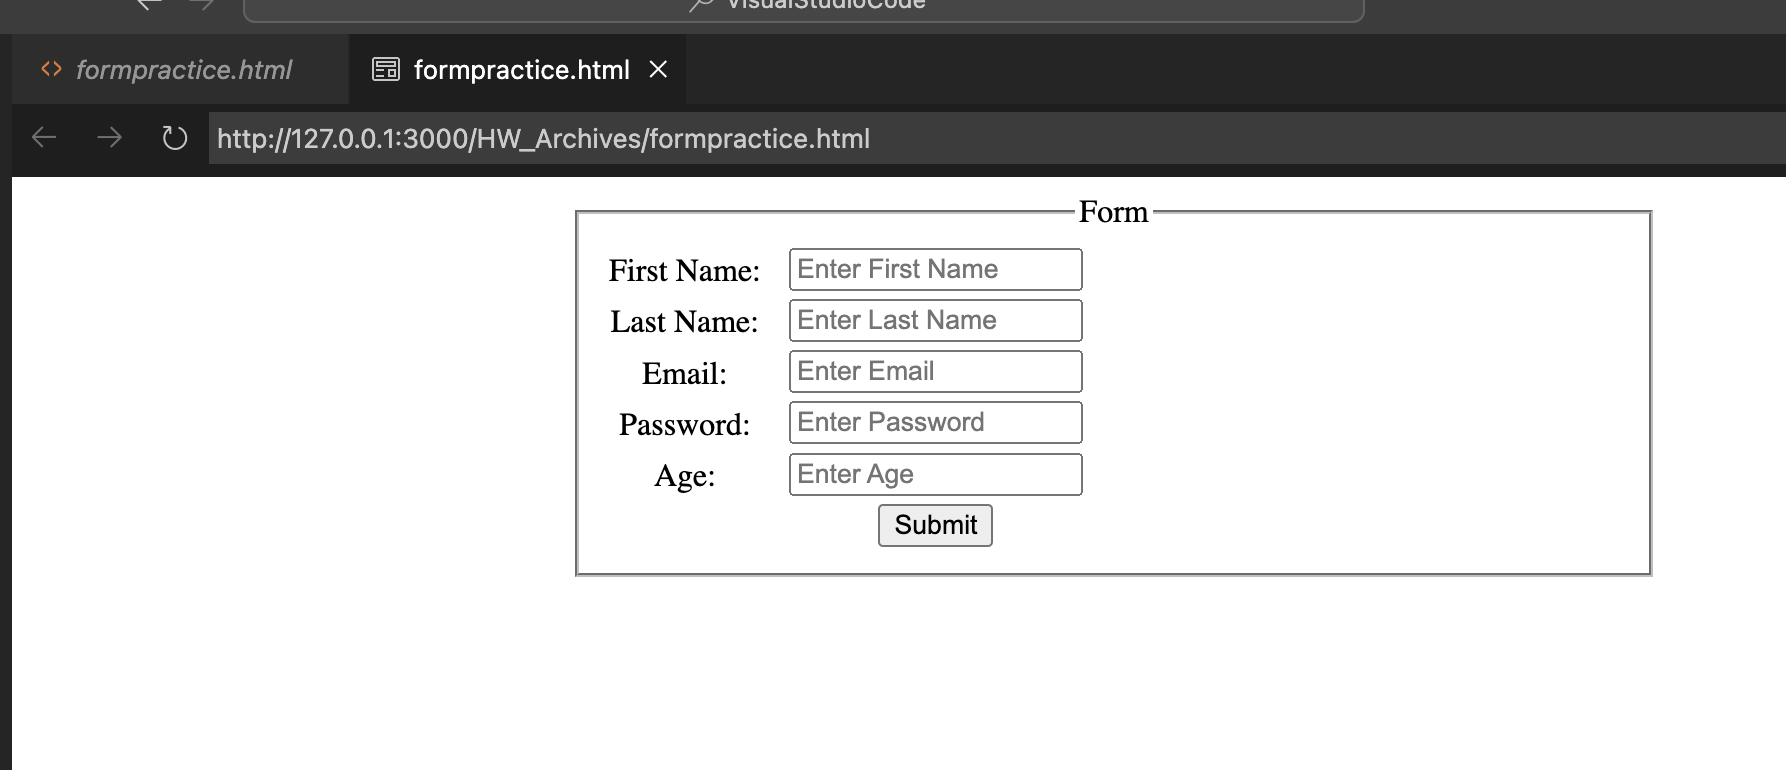 VisualStudioCode
formpractice.html formpractice.html
http://127.0.0.1:3000/HW_Archives/formpractice.html
Form
First Name: Enter First Name
Last Name: Enter Last Name
Email: Enter Email
Password: Enter Password
Age: Enter Age
Submit